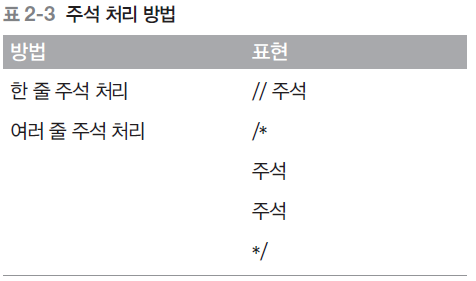 표 2-3 주석 처리 방법
방법 표현
한 줄 주석 처리 // 주석
여러 줄 주석 처리 /*
주석
주석
*/